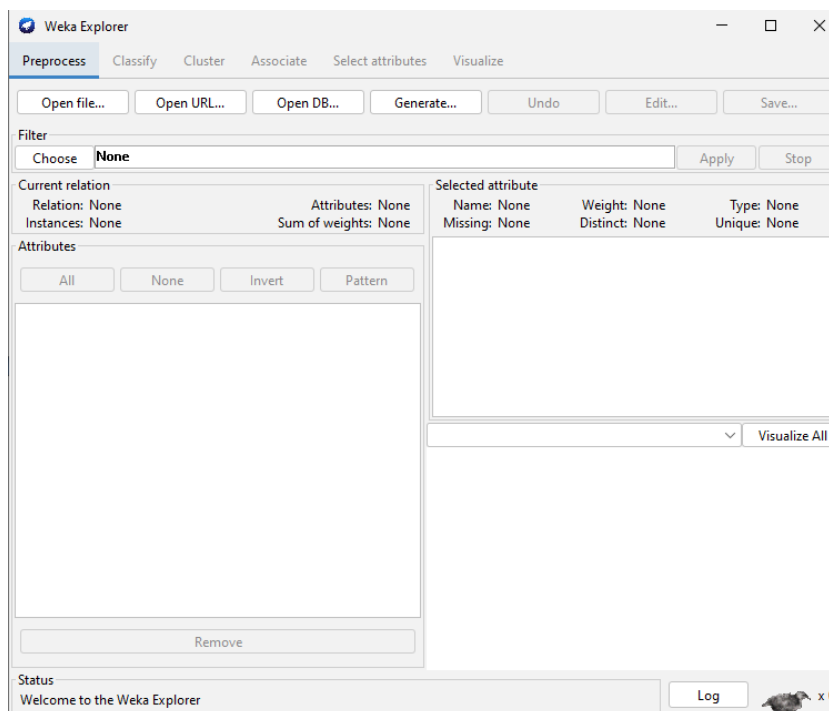 Weka Explorer
Preprocess Classify Cluster Associate Select attributes Visualize
Open file... Open URL... Open DB... Generate... Undo Edit... Save...
Filter
Choose None Apply Stop
Current relation
Relation: None Attributes: None
Instances: None Sum of weights: None
Selected attribute
Name: None Weight: None Type: None
Missing: None Distinct: None Unique: None
Attributes
All None Invert Pattern
Visualize All
Remove
Status
Welcome to the Weka Explorer
Log x